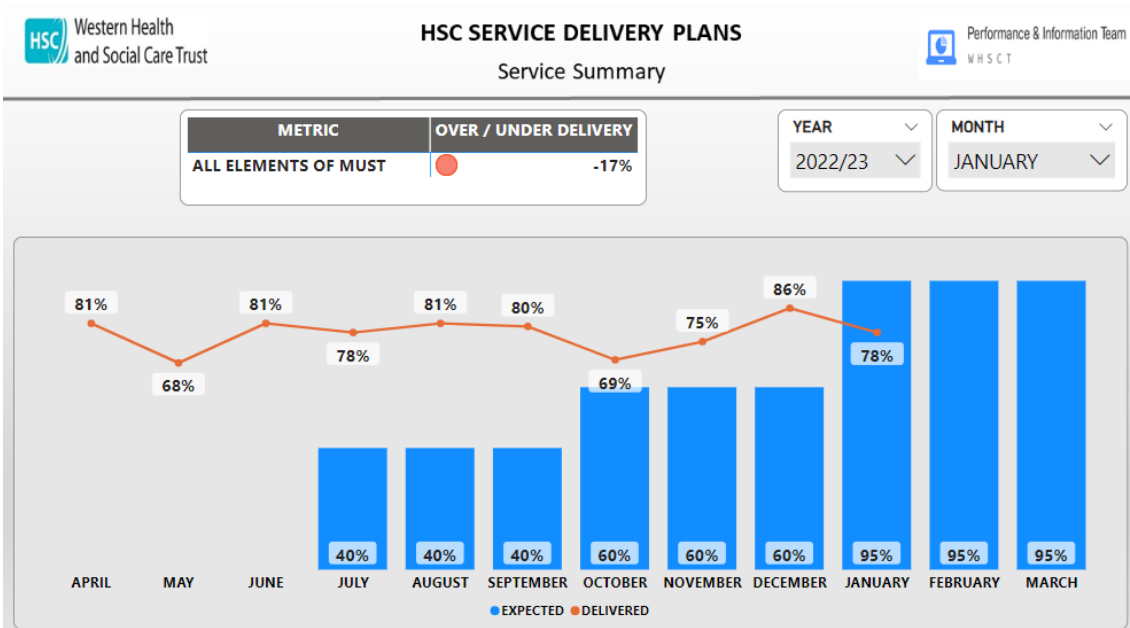 HSC
Western Health
and Social Care Trust
HSC SERVICE DELIVERY PLANS
Service Summary
Performance & Information Team
WHSCT
METRIC OVER / UNDER DELIVERY
ALL ELEMENTS OF MUST -17%
YEAR
2022/23
MONTH
JANUARY
81% 68% 81% 78% 81% 80% 69% 75% 86% 78%
40% 40% 40% 60% 60% 60% 95% 95% 95%
APRIL MAY JUNE JULY AUGUST SEPTEMBER OCTOBER NOVEMBER DECEMBER JANUARY FEBRUARY MARCH
EXPECTED DELIVERED